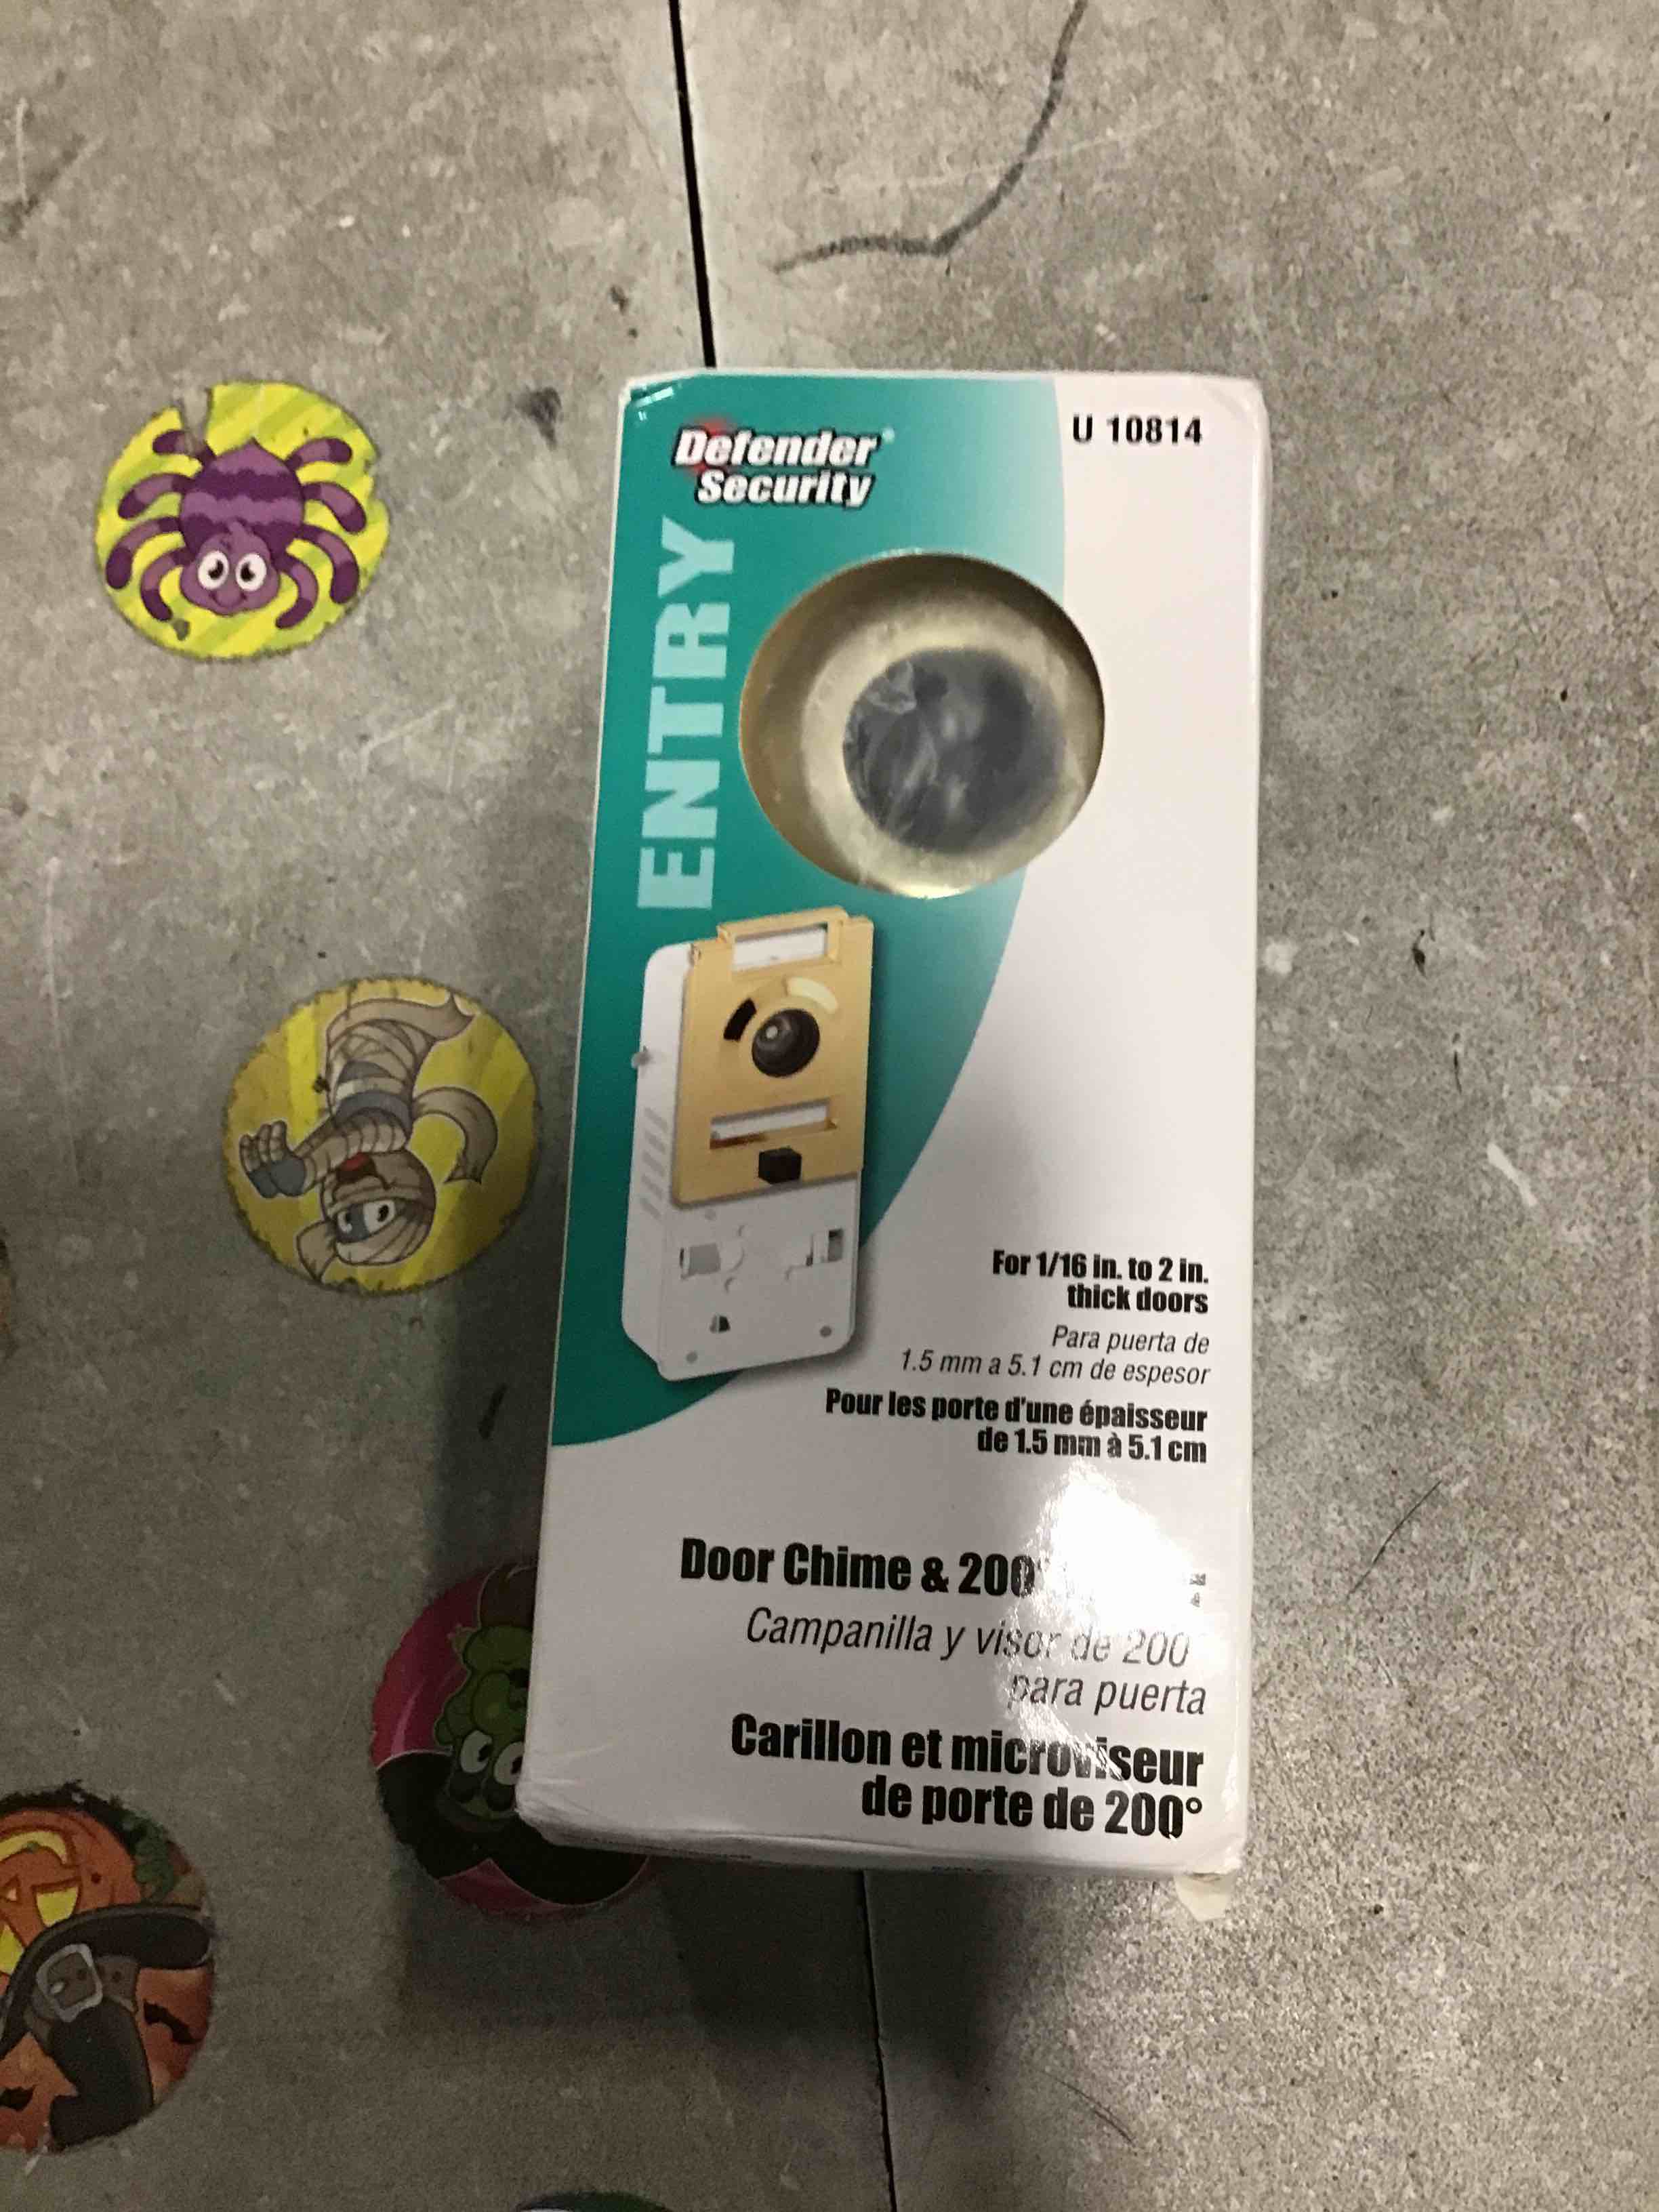 Defender
Security
U 10814
ENTRY
For 1/16 in. to 2 in.
thick doors
Para puerta de
1.5 mm a 5.1 cm de espesor
Pour les porte d'une épaisseur
de 1.5 mm à 5.1 cm
Door Chime & 200°
Campanilla y visor de 200°
para puerta
Carillon et microviseur
de porte de 200°